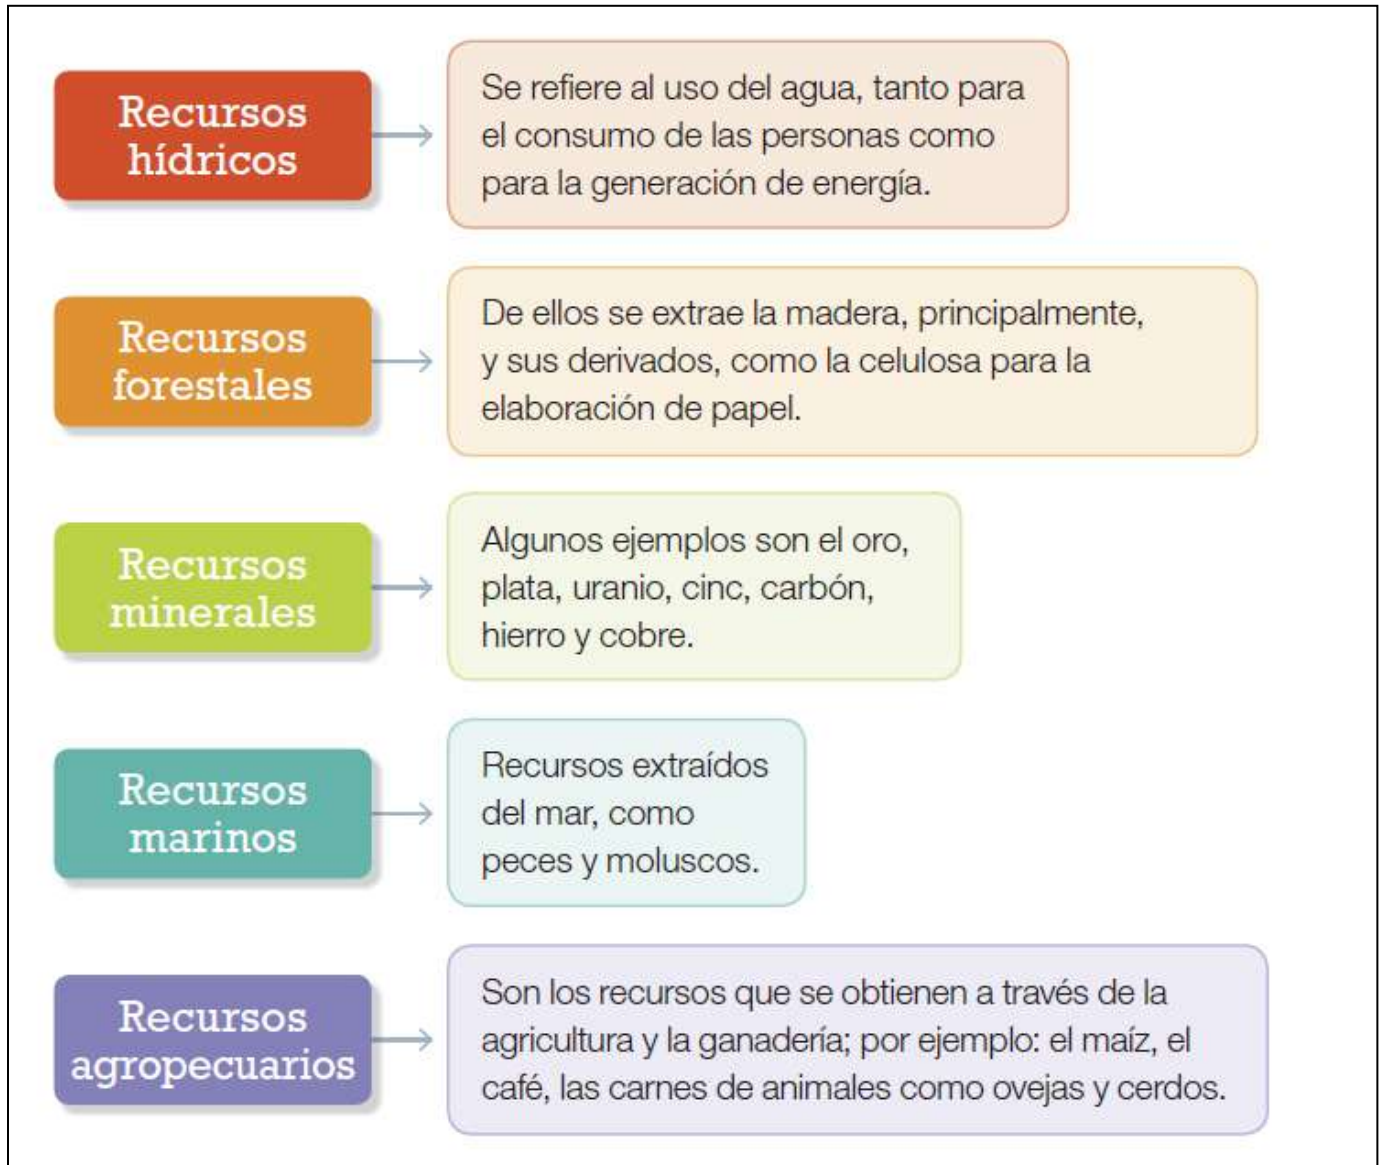 Recursos
hídricos
Se refiere al uso del agua, tanto para
el consumo de las personas como
para la generación de energía.
Recursos
forestales
De ellos se extrae la madera, principalmente,
y sus derivados, como la celulosa para la
elaboración de papel.
Recursos
minerales
Algunos ejemplos son el oro,
plata, uranio, cinc, carbón,
hierro y cobre.
Recursos
marinos
Recursos extraídos
del mar, como
peces y moluscos.
Recursos
agropecuarios
Son los recursos que se obtienen a través de la
agricultura y la ganadería; por ejemplo: el maíz, el
café, las carnes de animales como ovejas y cerdos.